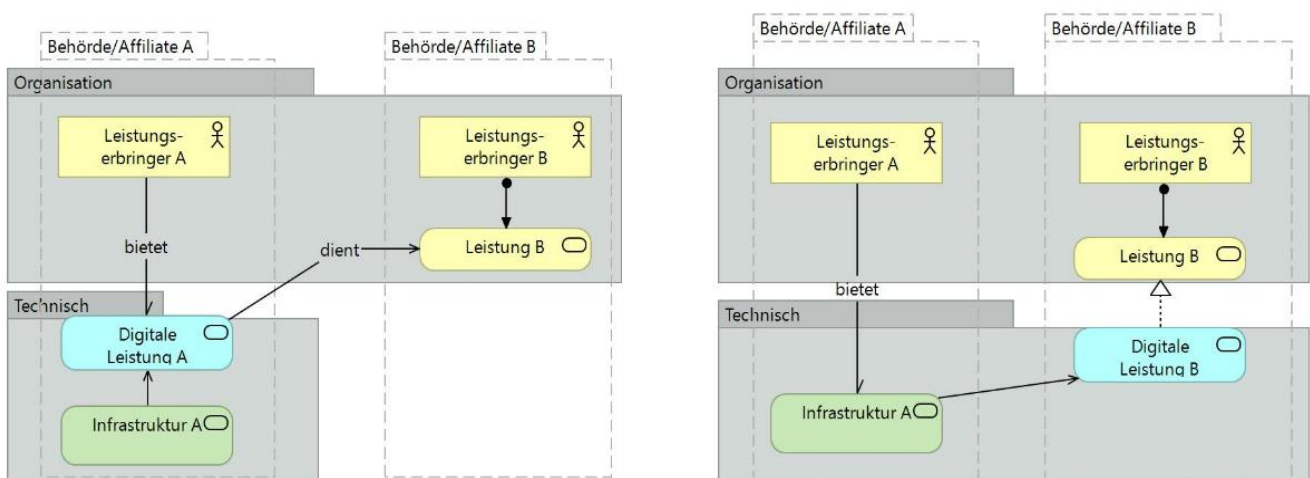 Behörde/Affiliate A
Behörde/Affiliate B
Organisation
Leistungs-
erbringer A
Leistungs-
erbringer B
bietet
dient
Leistung B
Technisch
Digitale
Leistung A
Infrastruktur A
Behörde/Affiliate A
Behörde/Affiliate B
Organisation
Leistungs-
erbringer A
Leistungs-
erbringer B
Leistung B
bietet
Technisch
Digitale
Leistung B
Infrastruktur A